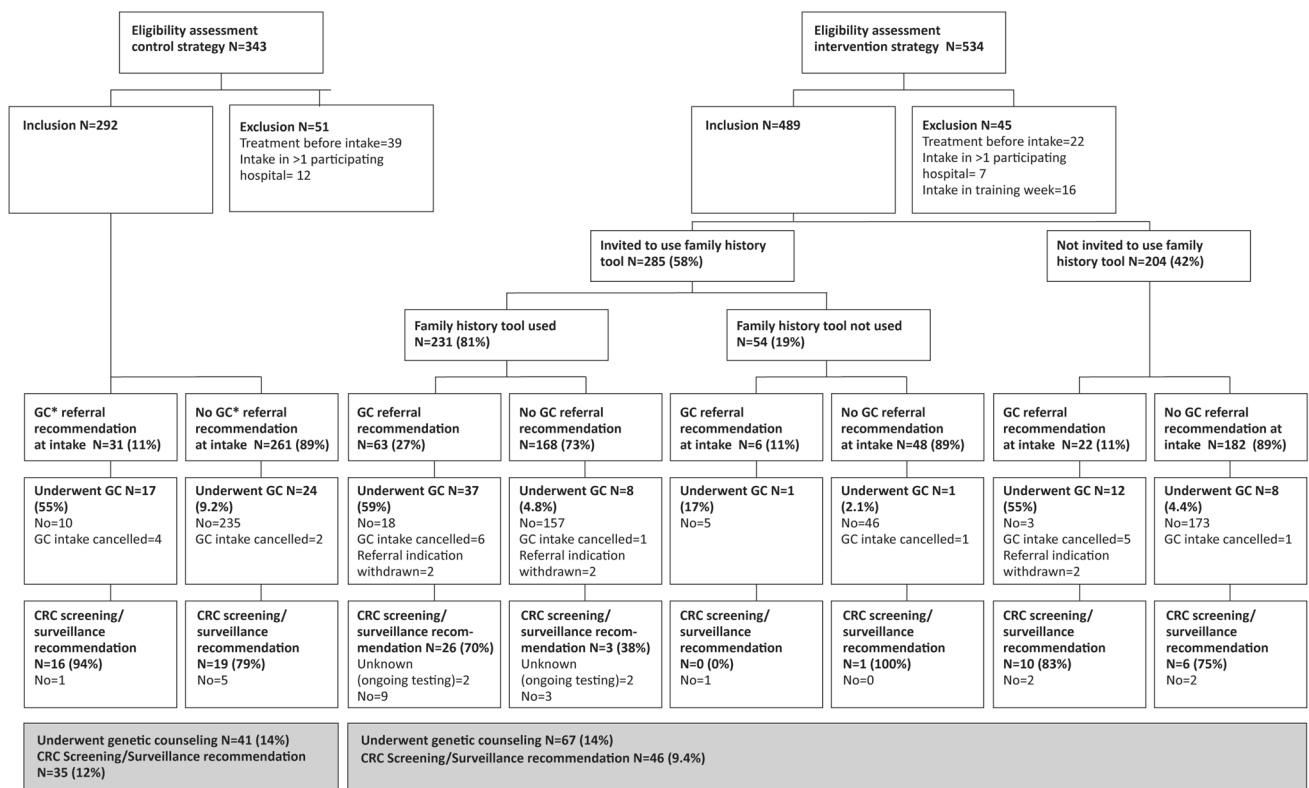 Eligibility assessment
control strategy N=343
Eligibility assessment
intervention strategy  N=534
Inclusion N=292
Exclusion N=51
Treatment before intake=39
Intake in >1 participating
hospital= 12
Inclusion N=489
Exclusion N=45
Treatment before intake=22
Intake in >1 participating
hospital= 7
Intake in training week=16
Invited to use family history
tool N=285 (58%)
Not invited to use family
history tool N=204 (42%)
Family history tool used
N=231 (81%)
Family history tool not used
N=54 (19%)
GC* referral
recommendation
at intake  N=31 (11%)
No GC* referral
recommendation
at intake  N=261 (89%)
GC referral
recommendation
N=63 (27%)
No GC referral
recommendation
N=168 (73%)
GC referral
recommendation
at intake N=6 (11%)
No GC referral
recommendation
at intake N=48 (89%)
GC referral
recommendation
at intake N=22 (11%)
No GC referral
recommendation at
intake  N=182  (89%)
Underwent GC N=17
(55%)
No=10
GC intake cancelled=4
Underwent GC N=24
(9.2%)
No=235
GC intake cancelled=2
Underwent GC N=37
(59%)
No=18
GC intake cancelled=6
Referral indication
withdrawn=2
Underwent GC N=8
(4.8%)
No=157
GC intake cancelled=1
Referral indication
withdrawn=2
Underwent GC N=1
(17%)
No=5
Underwent GC N=1
(2.1%)
No=46
GC intake cancelled=1
Underwent GC N=12
(55%)
No=3
GC intake cancelled=5
Referral indication
withdrawn=2
Underwent GC N=8
(4.4%)
No=173
GC intake cancelled=1
CRC screening/
surveillance
recommendation
N=16 (94%)
No=1
CRC screening/
surveillance
recommendation
N=19 (79%)
No=5
CRC screening/
surveillance recom-
mendation N=26 (70%)
Unknown
(ongoing testing)=2
No=9
CRC screening/
surveillance recom-
mendation N=3 (38%)
Unknown
(ongoing testing)=2
No=3
CRC screening/
surveillance
recommendation
N=0 (0%)
No=1
CRC screening/
surveillance
recommendation
N=1 (100%)
No=0
CRC screening/
surveillance
recommendation
N=10 (83%)
No=2
CRC screening/
surveillance
recommendation
N=6 (75%)
No=2
Underwent genetic counseling N=41 (14%)
CRC Screening/Surveillance recommendation
N=35 (12%)
Underwent genetic counseling N=67 (14%)
CRC Screening/Surveillance recommendation N=46 (9.4%)